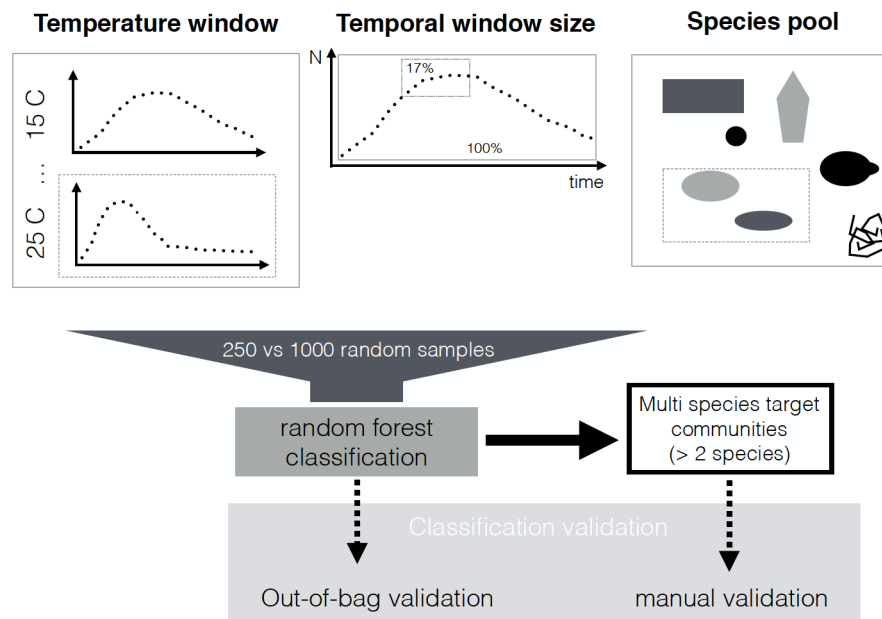 Temperature window
Temporal window size
Species pool
15 C
...
25 C
N
17%
100%
time
250 vs 1000 random samples
random forest
classification
Multi species target
communities
(> 2 species)
Classification validation
Out-of-bag validation
manual validation